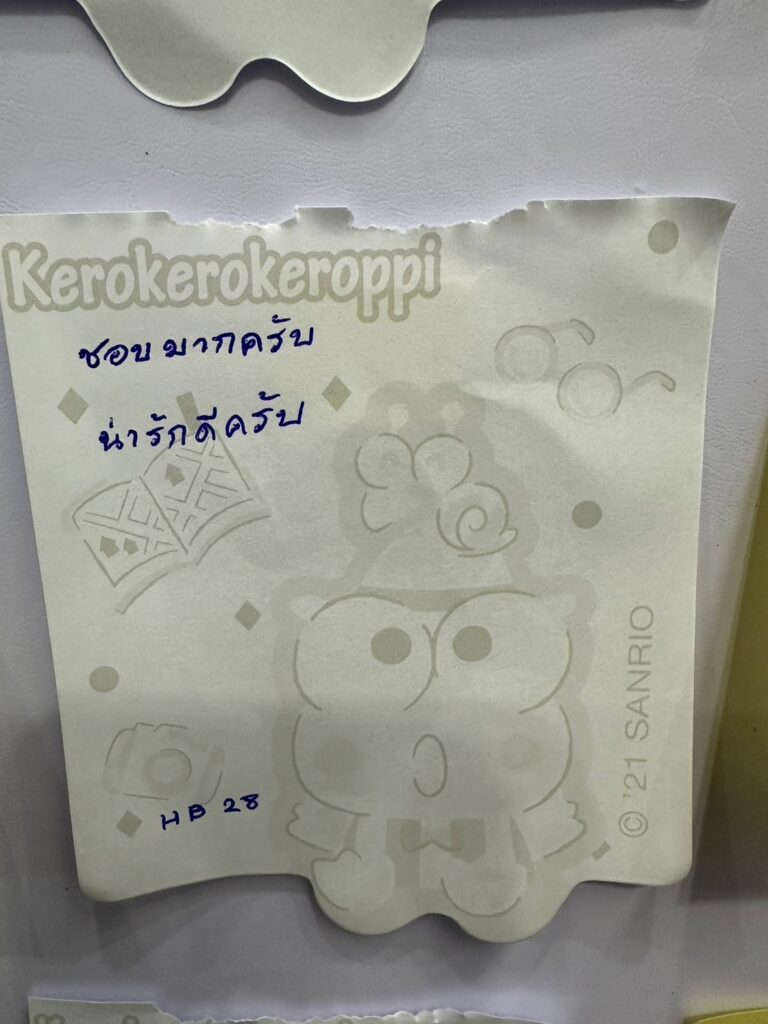 Kerokerokeroppi
ชอบมากครับ
น่ารักดีครับ
HB 28
© '21 SANRIO